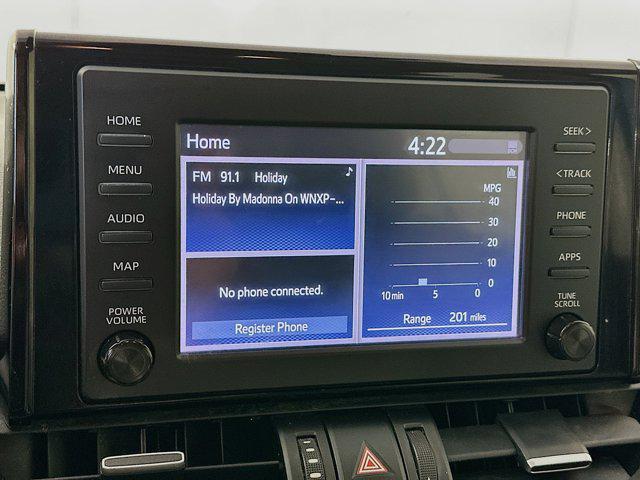 HOME
MENU
AUDIO
MAP
POWER
VOLUME
Home
4:22
FM 91.1 Holiday
Holiday By Madonna On WNXP-...
No phone connected.
Register Phone
MPG
40
30
20
10
0
10 min 5 0
Range 201 miles
SEEK >
< TRACK
PHONE
APPS
TUNE
SCROLL